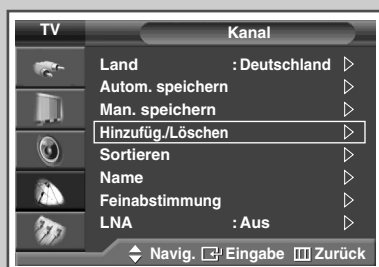 TV Kanal
Land : Deutschland
Autom. speichern
Man. speichern
Hinzufüg./Löschen
Sortieren
Name
Feinabstimmung
LNA : Aus
Navig. Eingabe Zurück